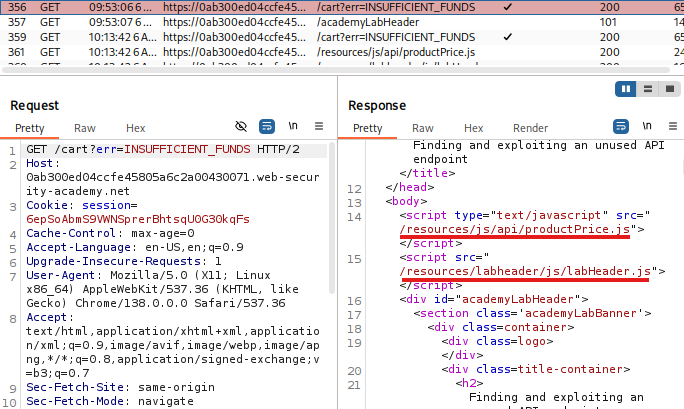 356 GET 09:53:06 6 ... https://0ab300ed04ccfe45... /cart?err=INSUFFICIENT_FUNDS ✓ 200 65
357 GET 09:53:07 6... https://0ab300ed04ccfe45... /academyLabHeader 101 14
359 GET 10:13:42 6 A... https://0ab300ed04ccfe45... /cart?err=INSUFFICIENT_FUNDS ✓ 200 65
361 GET 10:13:42 6 A... https://0ab300ed04ccfe45... /resources/js/api/productPrice.js 200 24
Request
Pretty Raw Hex \n
1 GET /cart?err=INSUFFICIENT_FUNDS HTTP/2
2 Host:
0ab300ed04ccfe45805a6c2a00430071.web-secu
rity-academy.net
3 Cookie: session=
6epSoAbmS9VWNSprerBhtsqU0G30kqFs
4 Cache-Control: max-age=0
5 Accept-Language: en-US,en;q=0.9
6 Upgrade-Insecure-Requests: 1
7 User-Agent: Mozilla/5.0 (X11; Linux
x86_64) AppleWebKit/537.36 (KHTML, like
Gecko) Chrome/138.0.0.0 Safari/537.36
8 Accept:
text/html,application/xhtml+xml,application
/xml;q=0.9,image/avif,image/webp,image/ap
ng,*/*;q=0.8,application/signed-exchange;v
=b3;q=0.7
9 Sec-Fetch-Site: same-origin
10 Sec-Fetch-Mode: navigate
Response
Pretty Raw Hex Render \n
Finding and exploiting an unused API
endpoint
</title>
12 </head>
13 <body>
14 <script type="text/javascript" src="
/resources/js/api/productPrice.js">
</script>
15 <script src="
/resources/labheader/js/labHeader.js">
</script>
16 <div id="academyLabHeader">
17 <section class='academyLabBanner'>
18 <div class=container>
19 <div class=logo>
</div>
20 <div class=title-container>
21 <h2>
Finding and exploiting an